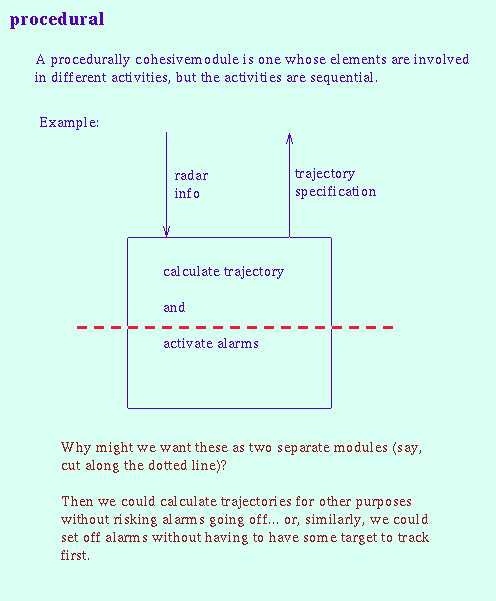 procedural
A procedurally cohesivemodule is one whose elements are involved
in different activities, but the activities are sequential.
Example:
radar
info
trajectory
specification
calculate trajectory
and
activate alarms
Why might we want these as two separate modules (say,
cut along the dotted line)?
Then we could calculate trajectories for other purposes
without risking alarms going off... or, similarly, we could
set off alarms without having to have some target to track
first.